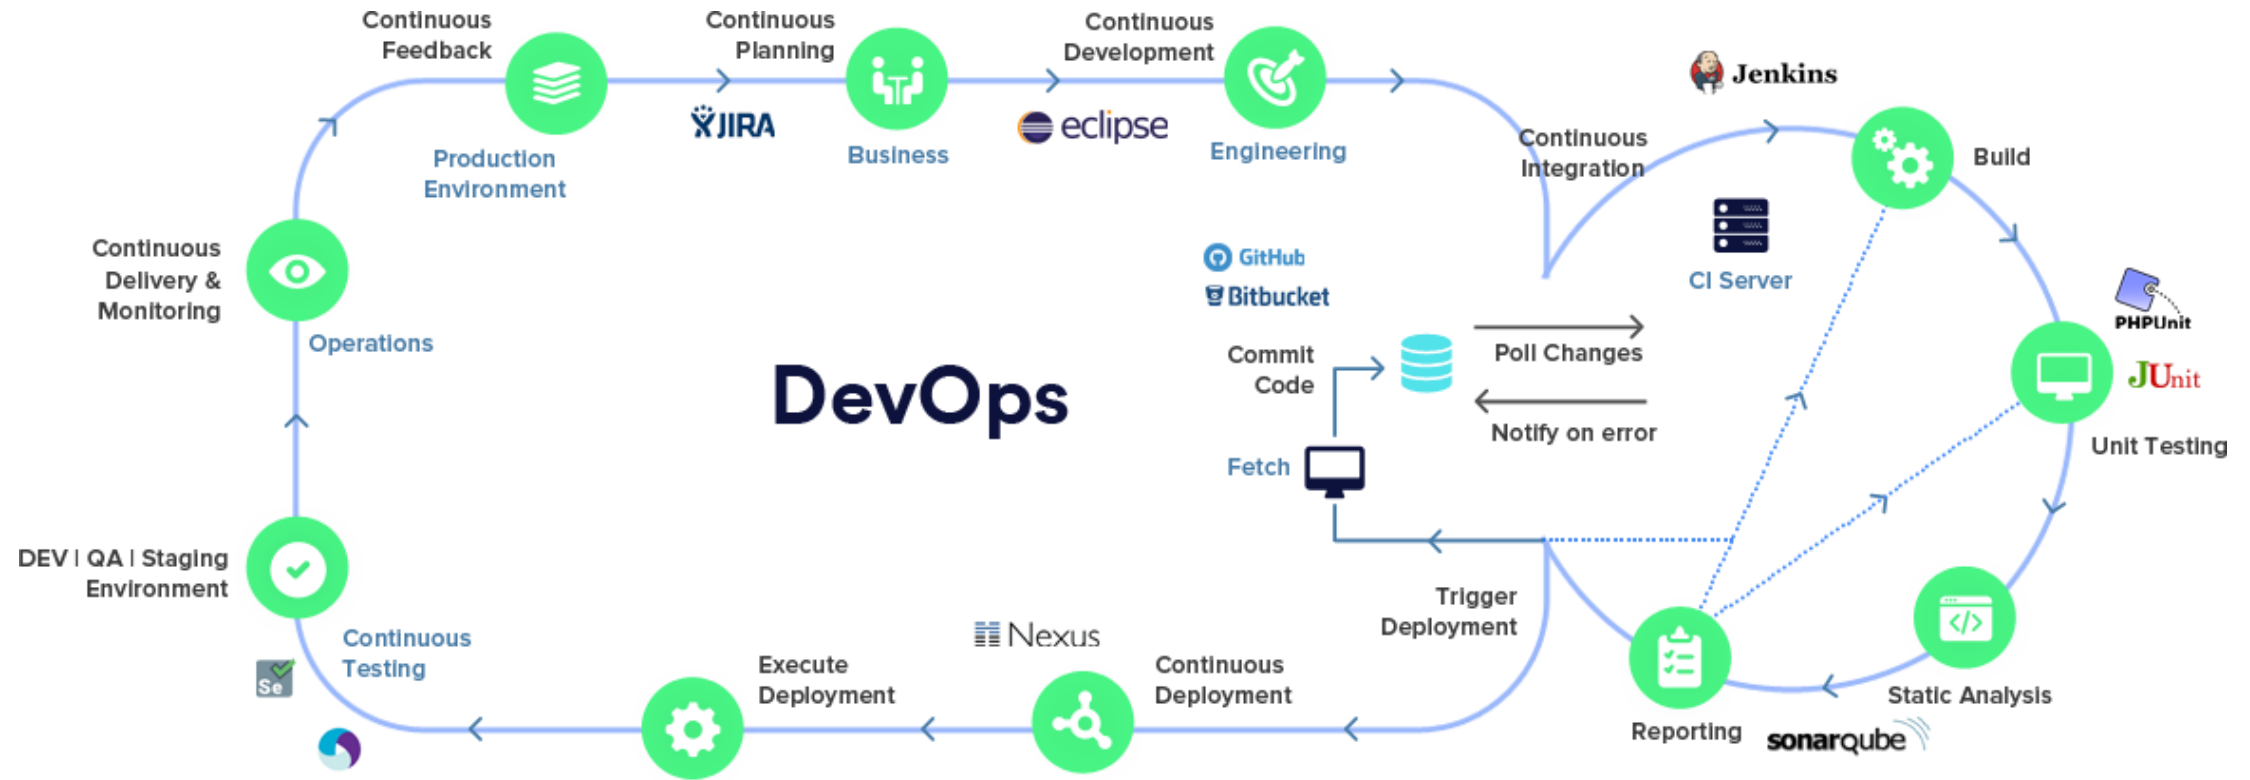 Continuous
Feedback
Production
Environment
JIRA
Continuous
Planning
Business
eclipse
Continuous
Development
Engineering
Continuous
Integration
Jenkins
Build
CI Server
PHPUnit
JUnit
Unit Testing
Static Analysis
sonarqube
Reporting
GitHub
Bitbucket
Commit
Code
Poll Changes
Notify on error
Fetch
Trigger
Deployment
Continuous
Deployment
Nexus
Execute
Deployment
Continuous
Testing
Se
DEV | QA | Staging
Environment
Operations
Continuous
Delivery &
Monitoring
DevOps